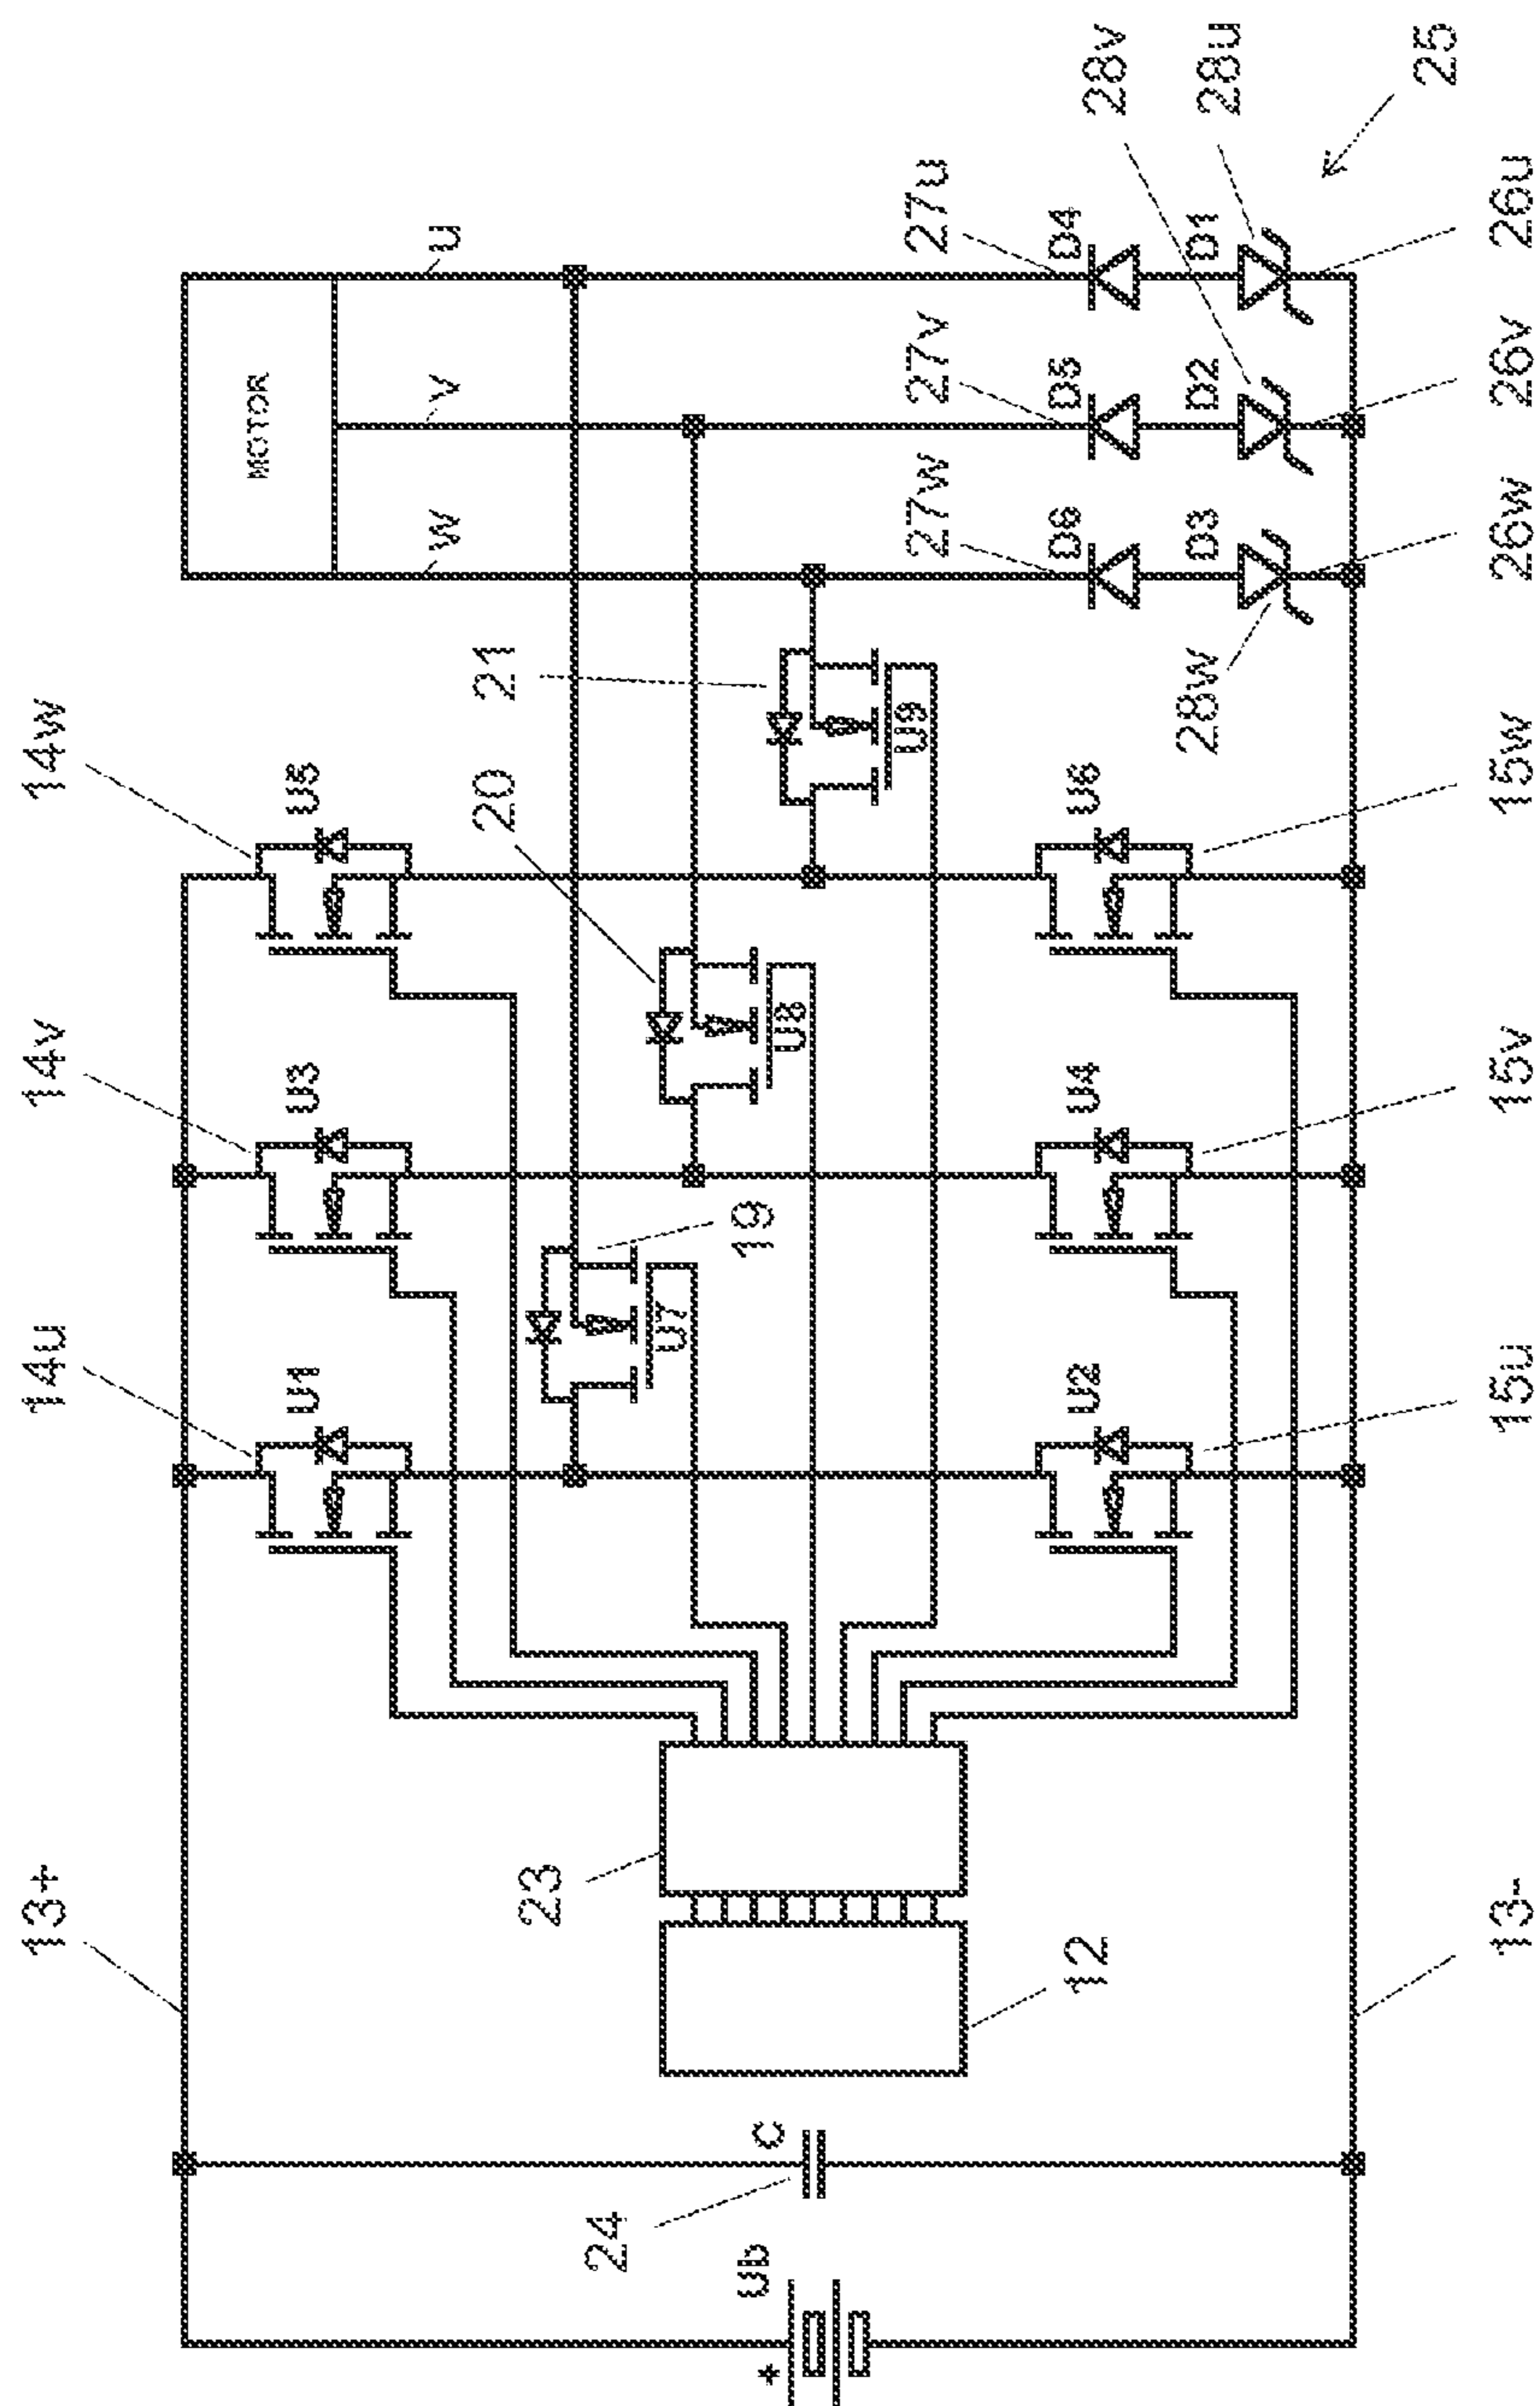 13+
14u
14v
14w
U1
U3
U5
MOTOR
w
v
u
23
19
20
21
U7
U8
U9
24
C
Ub
+
12
U2
U4
U6
27w
27v
27u
D6
D5
D4
D3
D2
D1
28w
28v
28u
25
13-
15u
15v
15w
26w
26v
26u